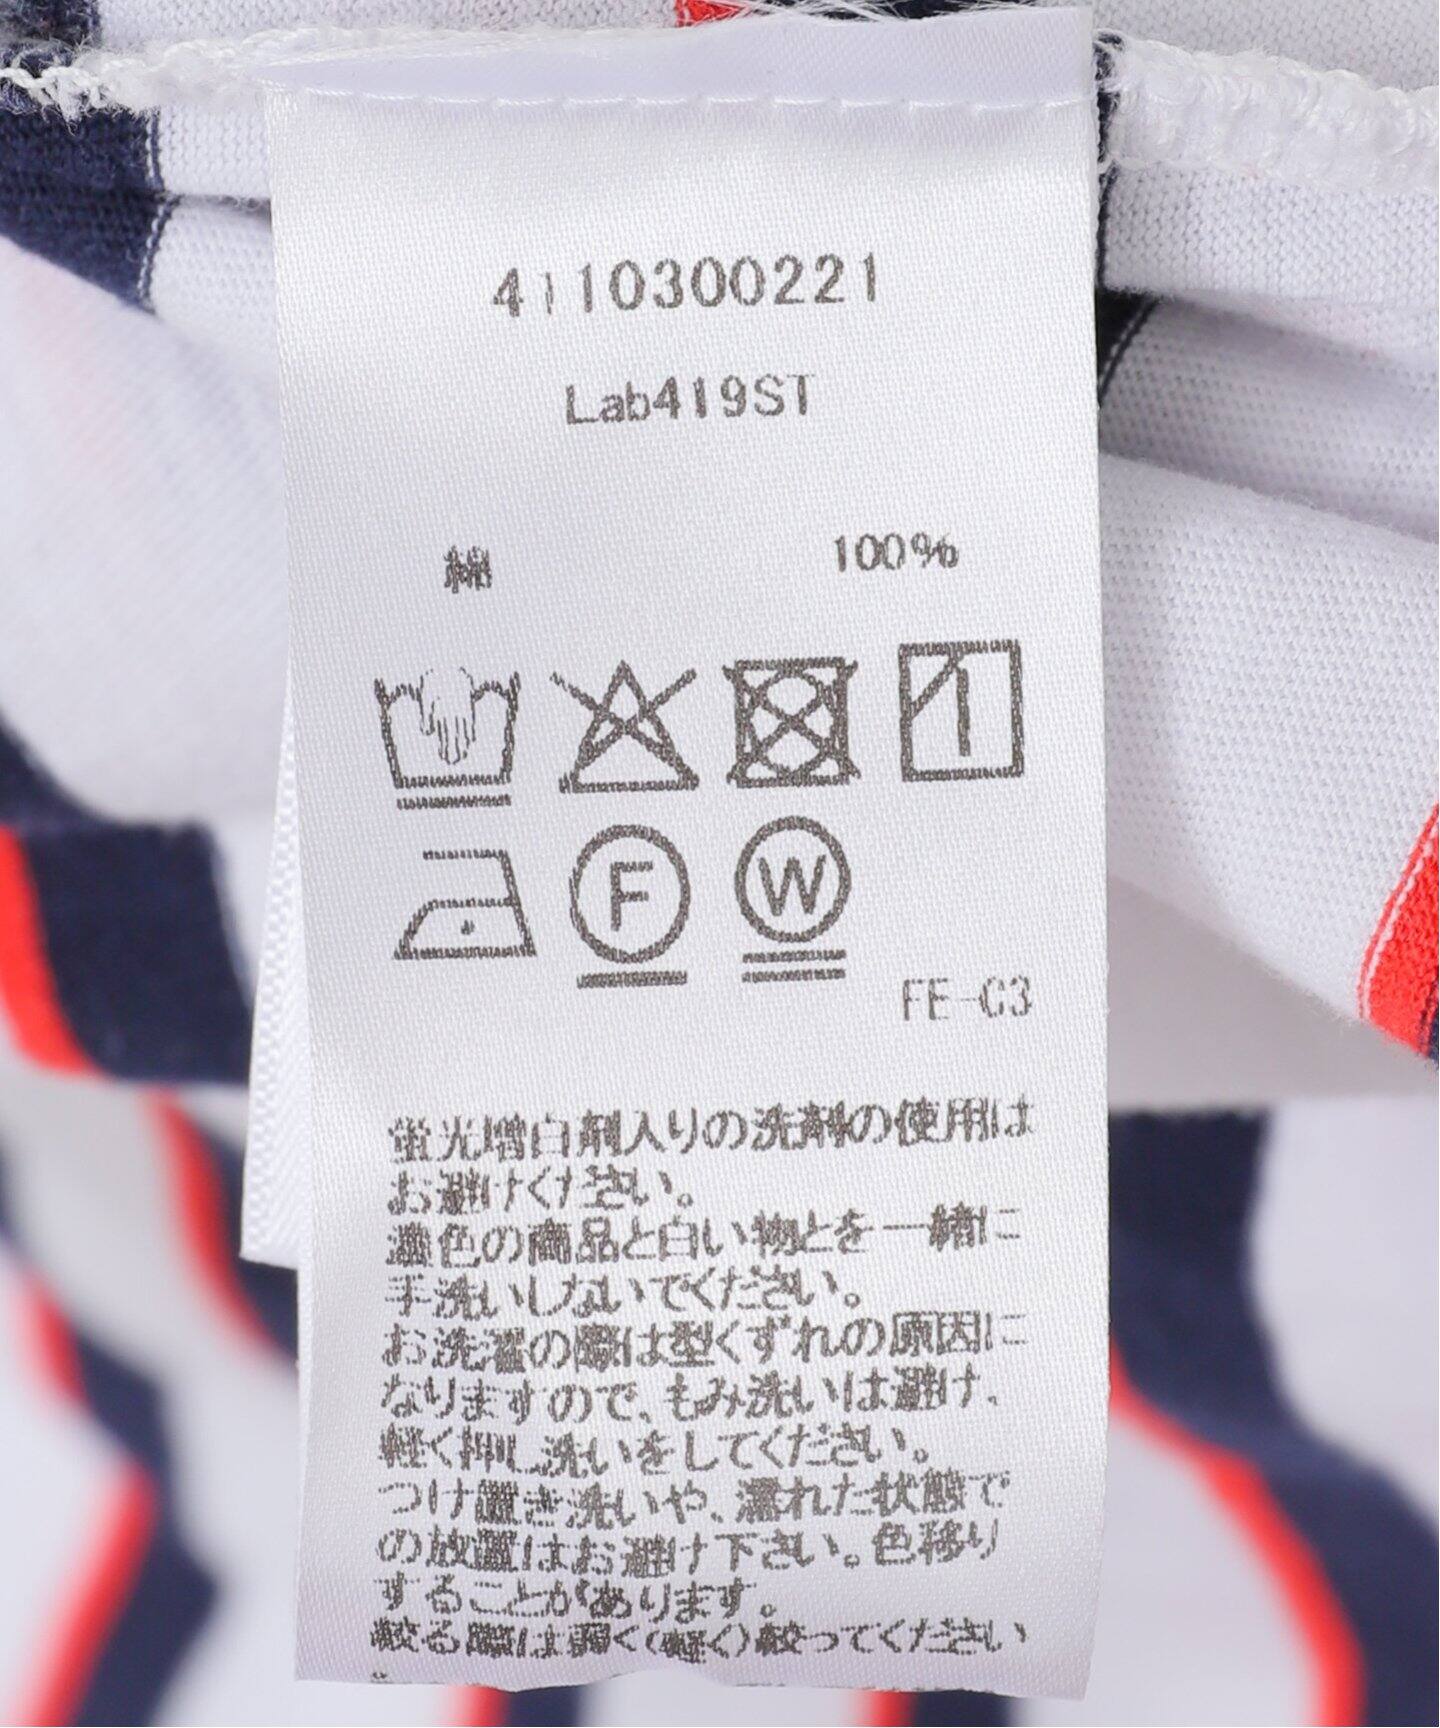 4110300221
Lab419ST
綿 100%
F W
FE-C3
蛍光増白剤入りの洗剤の使用は
お避けください。
濃色の商品と白い物とを一緒に
手洗いしないでください。
お洗濯の際は型くずれの原因に
なりますので、もみ洗いは避け、
軽く押し洗いをしてください。
つけ置き洗いや、濡れた状態で
の放置はお避け下さい。色移り
することがあります。
絞る際は弱く(軽く)絞ってください
。